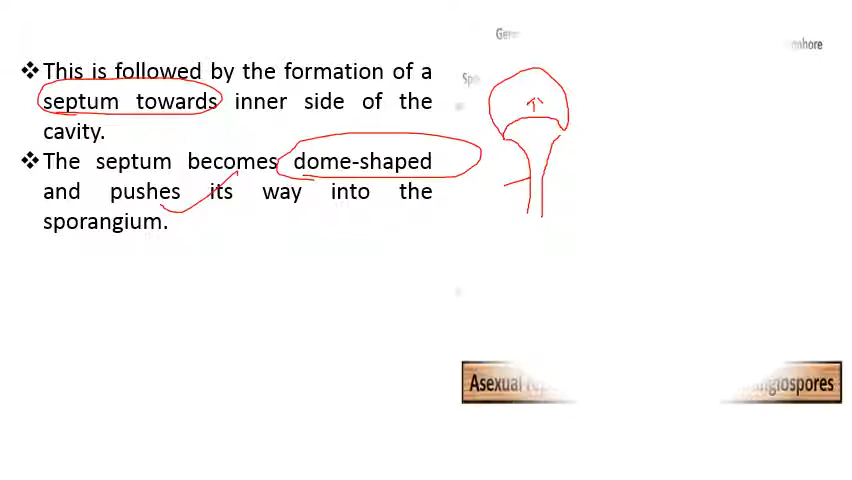 ❖This is followed by the formation of a
septum towards inner side of the
cavity.
❖The septum becomes dome-shaped
and pushes its way into the
sporangium.
Asexual